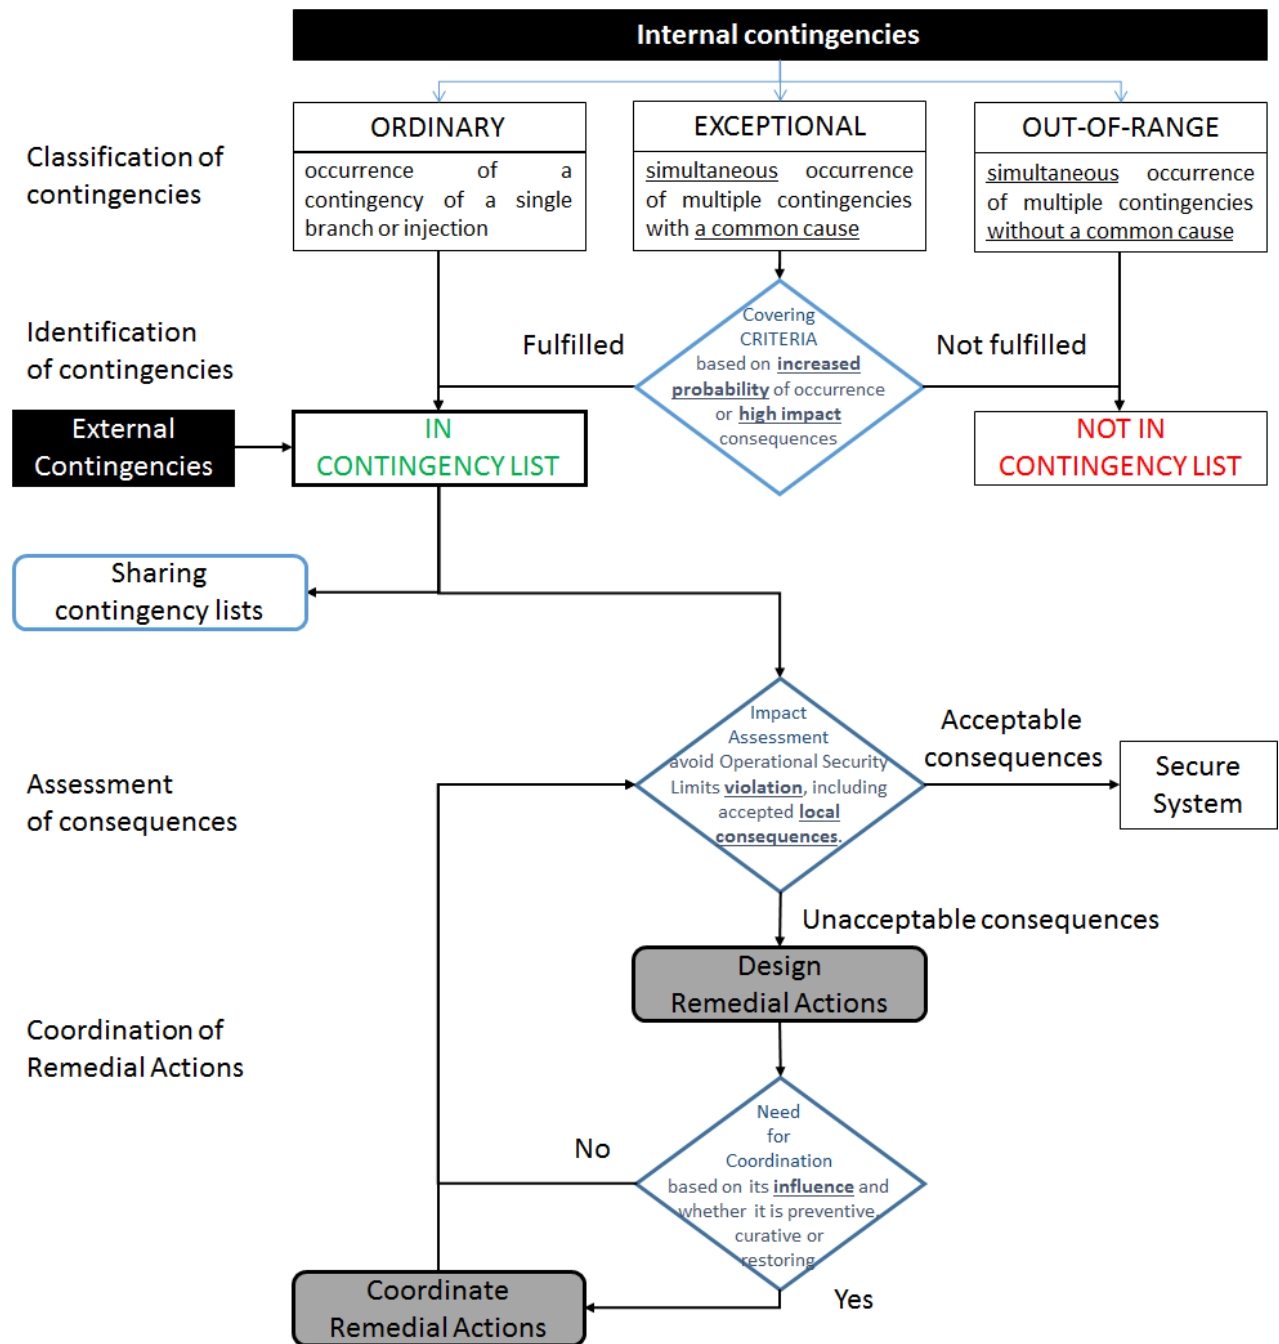 Internal contingencies
ORDINARY
EXCEPTIONAL
OUT-OF-RANGE
Classification of
contingencies
occurrence of a
contingency of a single
branch or injection
simultaneous occurrence
of multiple contingencies
with a common cause
simultaneous occurrence
of multiple contingencies
without a common cause
Identification
of contingencies
Fulfilled
Covering
CRITERIA
based on increased
probability of occurrence
or high impact
consequences
Not fulfilled
External
Contingencies
IN
CONTINGENCY LIST
NOT IN
CONTINGENCY LIST
Sharing
contingency lists
Assessment
of consequences
Impact
Assessment
avoid Operational Security
Limits violation, including
accepted local
consequences.
Acceptable
consequences
Secure
System
Unacceptable consequences
Design
Remedial Actions
Coordination of
Remedial Actions
No
Need
for
Coordination
based on its influence and
whether it is preventive,
curative or
restoring
Yes
Coordinate
Remedial Actions